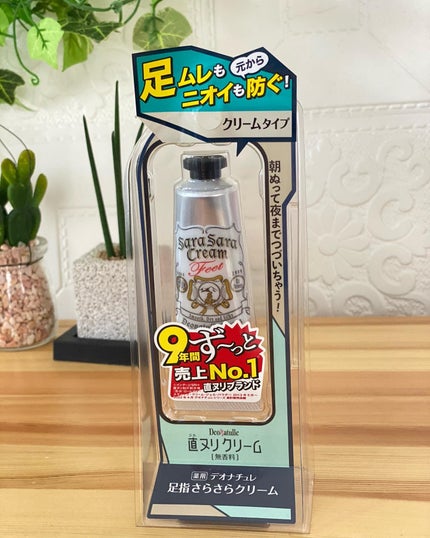 足ムレも元から
ニオイも防ぐ!
クリームタイプ
朝ぬって夜までつづいちゃう!
Sara Sara
Cream
Feet
9年間ず〜っと
売上No.1
直ヌリブランド
Deonatulle
直ヌリクリーム
[無香料]
薬用 デオナチュレ
足指さらさらクリーム